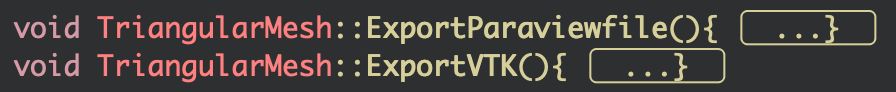 void TriangularMesh::ExportParaviewfile(){ ...}
void TriangularMesh::ExportVTK(){ ...}